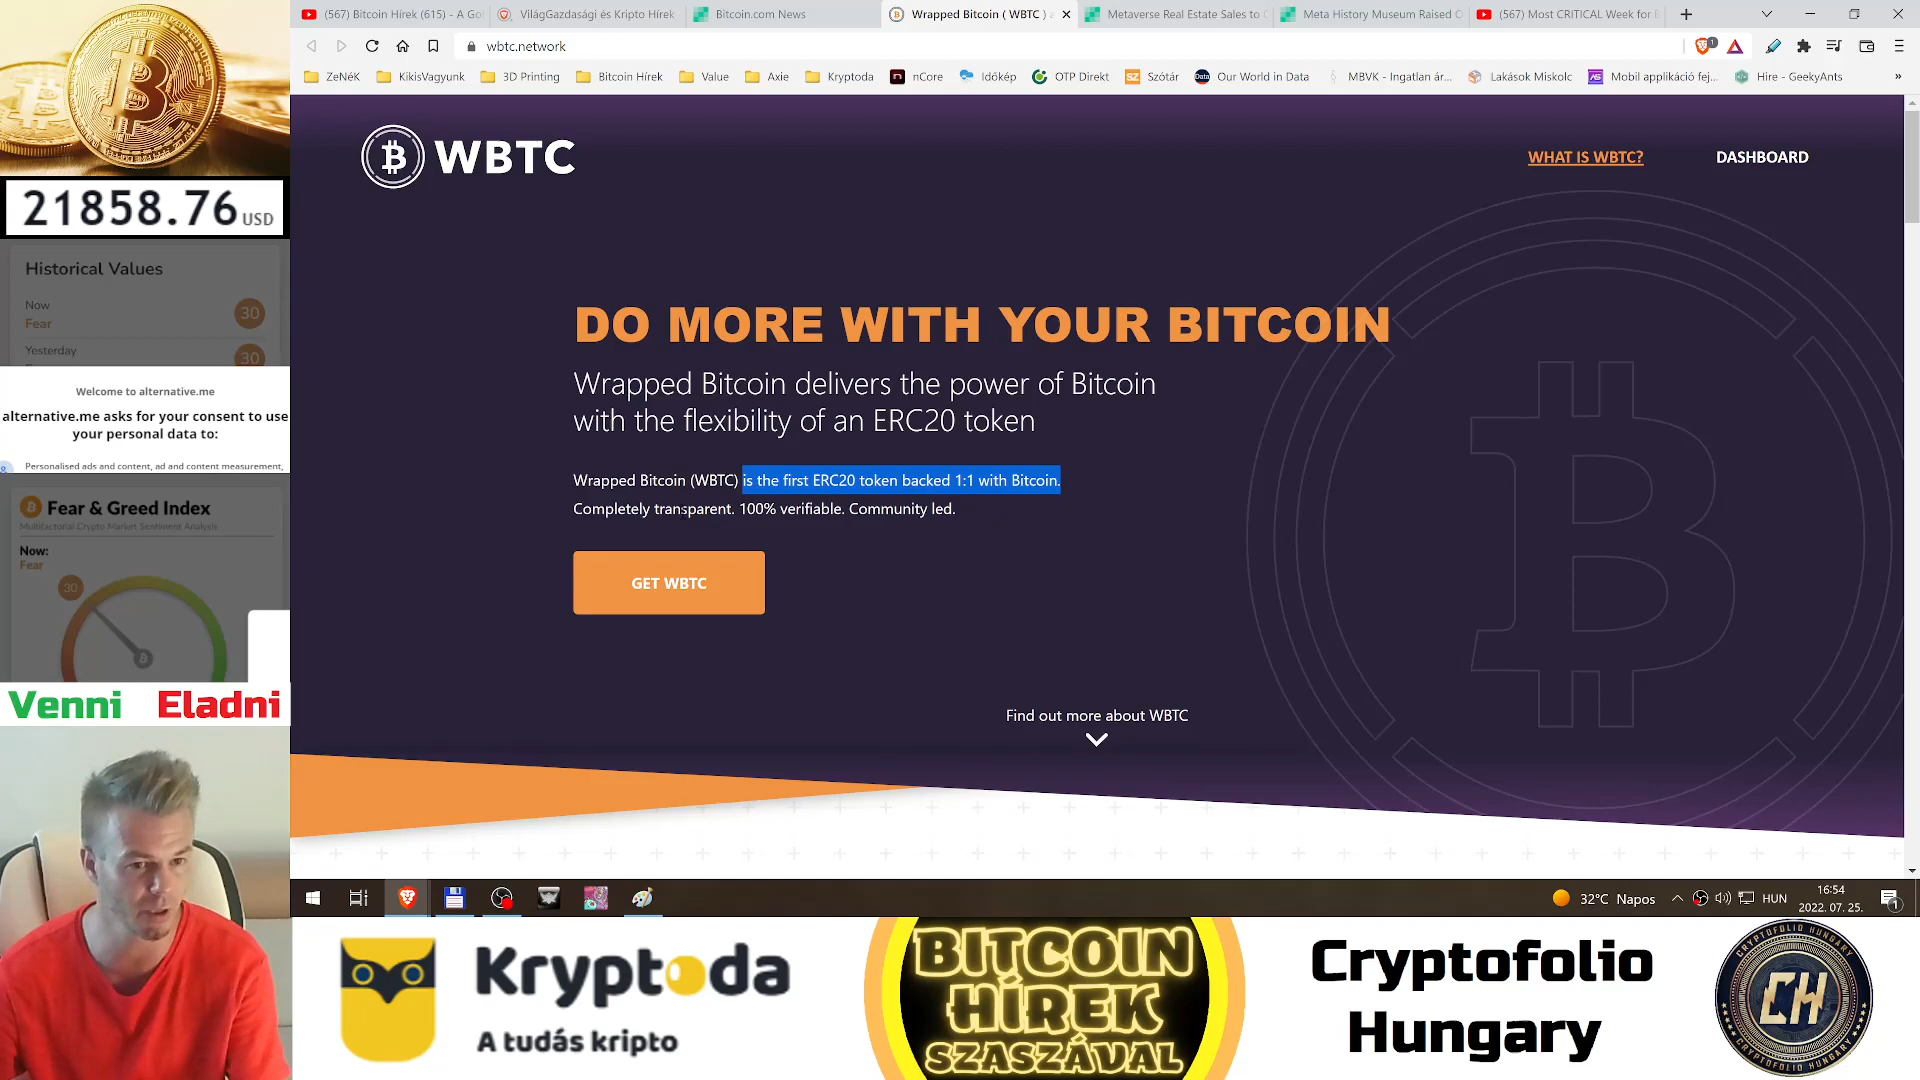 (567) Bitcoin Hírek (615) - A Go
VilágGazdasági és Kripto Hírek
Bitcoin.com News
Wrapped Bitcoin ( WBTC ) a
Metaverse Real Estate Sales to
Meta History Museum Raised
(567) Most CRITICAL Week for
wbtc.network
1
ZeNéK
KikisVagyunk
3D Printing
Bitcoin Hírek
Value
Axie
Kryptoda
nCore
Időkép
OTP Direkt
SZ
Szótár
Our World in Data
MBVK - Ingatlan ár...
Lakások Miskolc
Mobil applikáció fej...
Hire - GeekyAnts
»
21858.76 USD
Historical Values
Now
Fear
30
Yesterday
30
Welcome to alternative.me
alternative.me asks for your consent to use
your personal data to:
Personalised ads and content, ad and content measurement,
Fear & Greed Index
Multifactorial Crypto Market Sentiment Analysis
Now:
Fear
30
Venni Eladni
WBTC
WHAT IS WBTC?
DASHBOARD
DO MORE WITH YOUR BITCOIN
Wrapped Bitcoin delivers the power of Bitcoin
with the flexibility of an ERC20 token
Wrapped Bitcoin (WBTC) is the first ERC20 token backed 1:1 with Bitcoin.
Completely transparent. 100% verifiable. Community led.
GET WBTC
Find out more about WBTC
32°C Napos
HUN
16:54
2022. 07. 25.
1
Kryptoda
A tudás kripto
BITCOIN
HÍREK
SZASZÁVAL
Cryptofolio
Hungary
CRYPTOFOLIO HUNGARY
CH
CRYPTOFOLIO HUNGARY